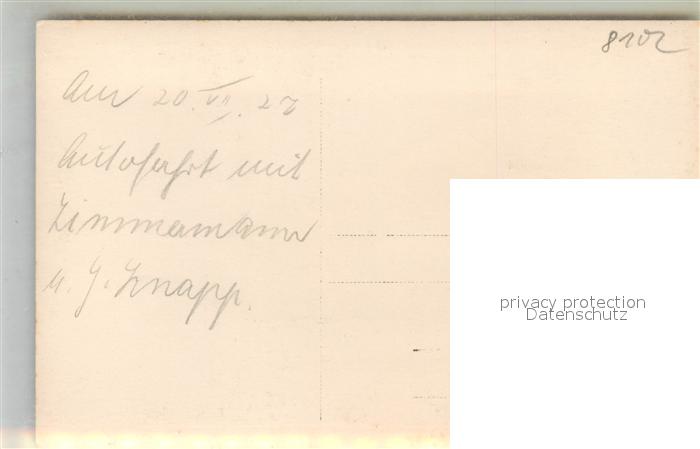 8102
Am 20. VII. 27
Autofahrt mit
Zimmermann
u. J. Knapp.
privacy protection
Datenschutz